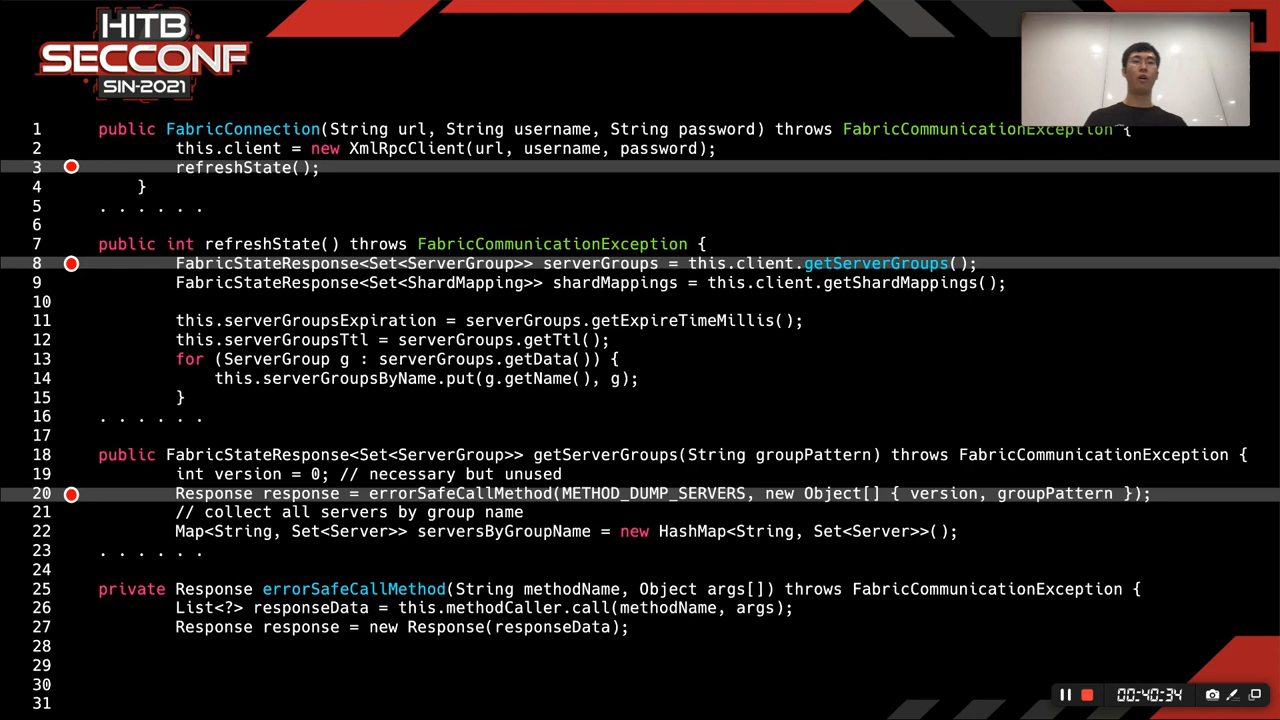 HITB
SECCONF
SIN-2021
1 public FabricConnection(String url, String username, String password) throws FabricCommunicationException {
2 this.client = new XmlRpcClient(url, username, password);
3 refreshState();
4 }
5 . . . . . .
6
7 public int refreshState() throws FabricCommunicationException {
8 FabricStateResponse<Set<ServerGroup>> serverGroups = this.client.getServerGroups();
9 FabricStateResponse<Set<ShardMapping>> shardMappings = this.client.getShardMappings();
10
11 this.serverGroupsExpiration = serverGroups.getExpireTimeMillis();
12 this.serverGroupsTtl = serverGroups.getTtl();
13 for (ServerGroup g : serverGroups.getData()) {
14 this.serverGroupsByName.put(g.getName(), g);
15 }
16 . . . . . .
17
18 public FabricStateResponse<Set<ServerGroup>> getServerGroups(String groupPattern) throws FabricCommunicationException {
19 int version = 0; // necessary but unused
20 Response response = errorSafeCallMethod(METHOD_DUMP_SERVERS, new Object[] { version, groupPattern });
21 // collect all servers by group name
22 Map<String, Set<Server>> serversByGroupName = new HashMap<String, Set<Server>>();
23 . . . . . .
24
25 private Response errorSafeCallMethod(String methodName, Object args[]) throws FabricCommunicationException {
26 List<?> responseData = this.methodCaller.call(methodName, args);
27 Response response = new Response(responseData);
28
29
30
31
00:40:34